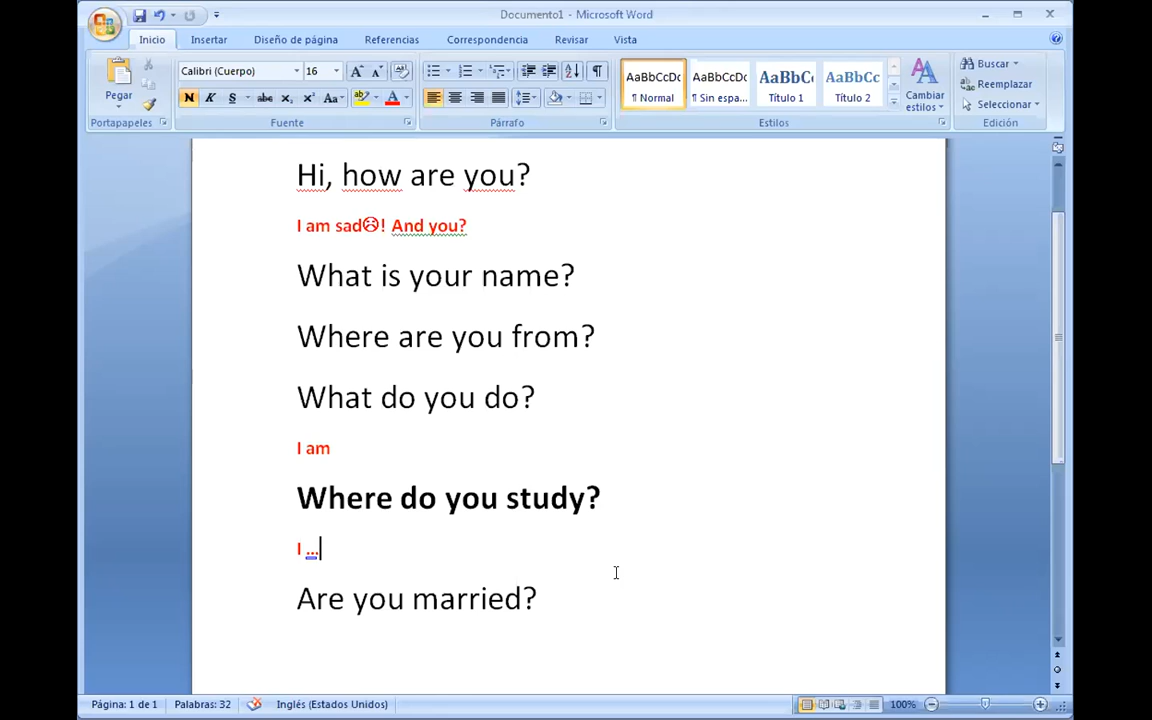 Documento1 - Microsoft Word
Inicio Insertar Diseño de página Referencias Correspondencia Revisar Vista
Pegar
Calibri (Cuerpo) 16
N K S abe x₂ x² Aa
AaBbCcDc AaBbCcDc AaBbC AaBbCc
¶ Normal ¶ Sin espa... Título 1 Título 2
Cambiar estilos
Buscar
Reemplazar
Seleccionar
Portapapeles Fuente Párrafo Estilos Edición
Hi, how are you?
I am sad☹! And you?
What is your name?
Where are you from?
What do you do?
I am
Where do you study?
I ...
Are you married?
Página: 1 de 1 Palabras: 32 Inglés (Estados Unidos) 100%